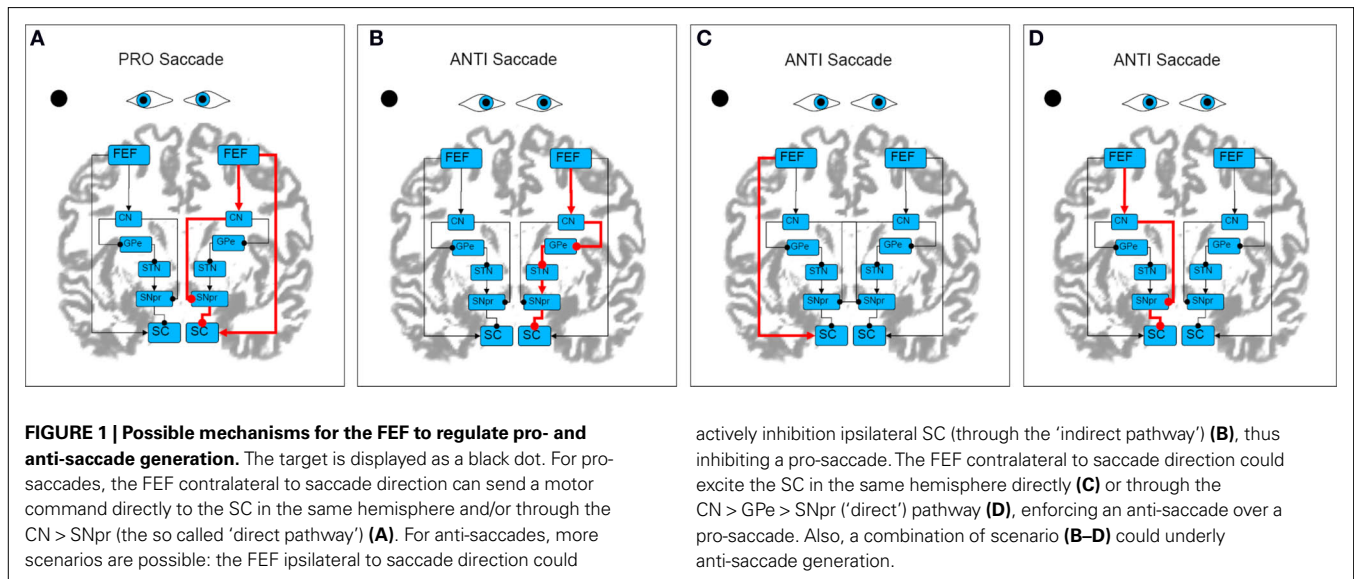 A
PRO Saccade
FEF
FEF
CN
CN
GPe
GPe
STN
STN
SNpr
SNpr
SC
SC
B
ANTI Saccade
FEF
FEF
CN
CN
GPe
GPe
STN
STN
SNpr
SNpr
SC
SC
C
ANTI Saccade
FEF
FEF
CN
CN
GPe
GPe
STN
STN
SNpr
SNpr
SC
SC
D
ANTI Saccade
FEF
FEF
CN
CN
GPe
GPe
STN
STN
SNpr
SNpr
SC
SC
FIGURE 1 | Possible mechanisms for the FEF to regulate pro- and
anti-saccade generation. The target is displayed as a black dot. For pro-
saccades, the FEF contralateral to saccade direction can send a motor
command directly to the SC in the same hemisphere and/or through the
CN > SNpr (the so called ‘direct pathway’) (A). For anti-saccades, more
scenarios are possible: the FEF ipsilateral to saccade direction could
actively inhibition ipsilateral SC (through the ‘indirect pathway’) (B), thus
inhibiting a pro-saccade. The FEF contralateral to saccade direction could
excite the SC in the same hemisphere directly (C) or through the
CN > GPe > SNpr (‘direct’) pathway (D), enforcing an anti-saccade over a
pro-saccade. Also, a combination of scenario (B–D) could underly
anti-saccade generation.